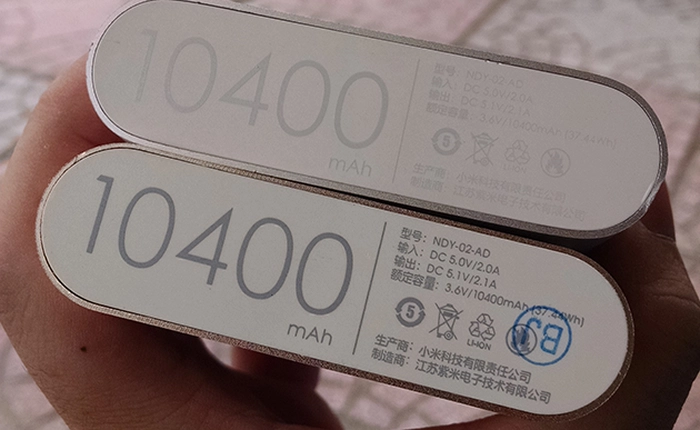 10400
mAh
型号： NDY-02-AD
输入： DC 5.0V/2.0A
输出： DC 5.1V/2.1A
额定容量：3.6V/10400mAh (37.44Wh)
5
LI-ION
生产商： 小米科技有限责任公司
制造商： 江苏紫米电子技术有限公司
10400
mAh
型号： NDY-02-AD
输入： DC 5.0V/2.0A
输出： DC 5.1V/2.1A
额定容量：3.6V/10400mAh (37.44Wh)
5
LI-ION
BJ
生产商： 小米科技有限责任公司
制造商： 江苏紫米电子技术有限公司